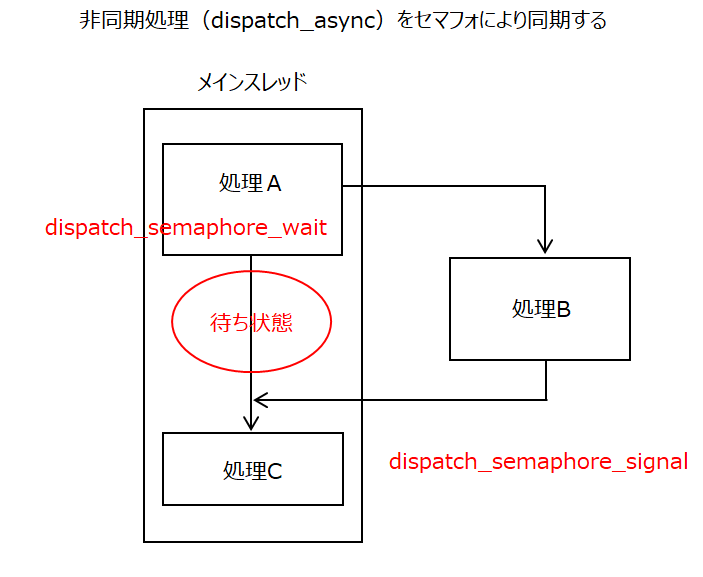 非同期処理（dispatch_async）をセマフォにより同期する
メインスレッド
処理A
dispatch_semaphore_wait
待ち状態
処理B
処理C
dispatch_semaphore_signal